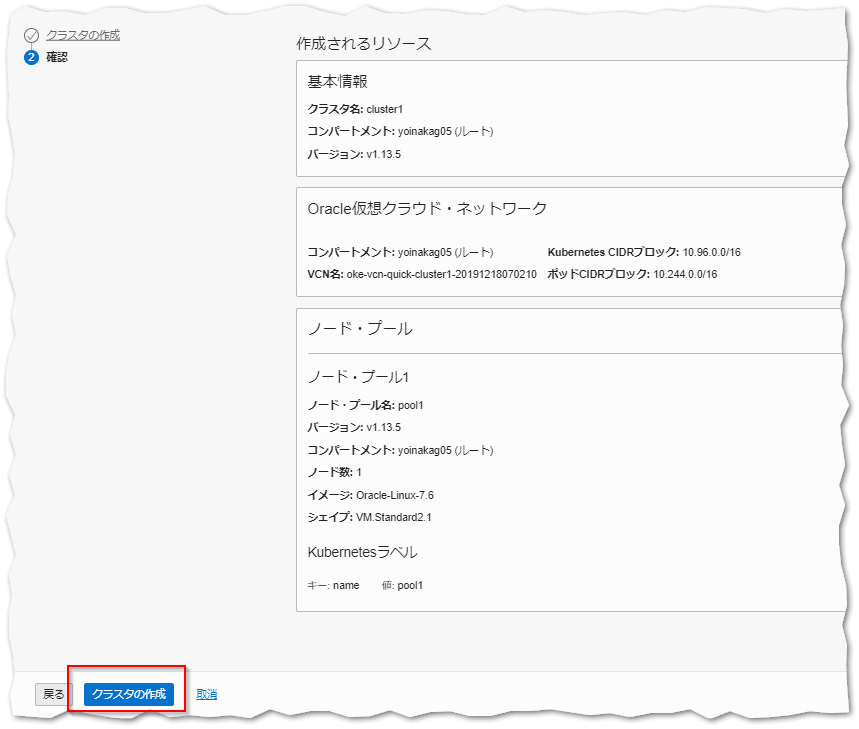 クラスタの作成
2 確認
作成されるリソース
基本情報
クラスタ名: cluster1
コンパートメント: yoinakag05 (ルート)
バージョン: v1.13.5
Oracle仮想クラウド・ネットワーク
コンパートメント: yoinakag05 (ルート) Kubernetes CIDRブロック: 10.96.0.0/16
VCN名: oke-vcn-quick-cluster1-20191218070210 ポッドCIDRブロック: 10.244.0.0/16
ノード・プール
ノード・プール1
ノード・プール名: pool1
バージョン: v1.13.5
コンパートメント: yoinakag05 (ルート)
ノード数: 1
イメージ: Oracle-Linux-7.6
シェイプ: VM.Standard2.1
Kubernetesラベル
キー: name 値: pool1
戻る クラスタの作成 取消